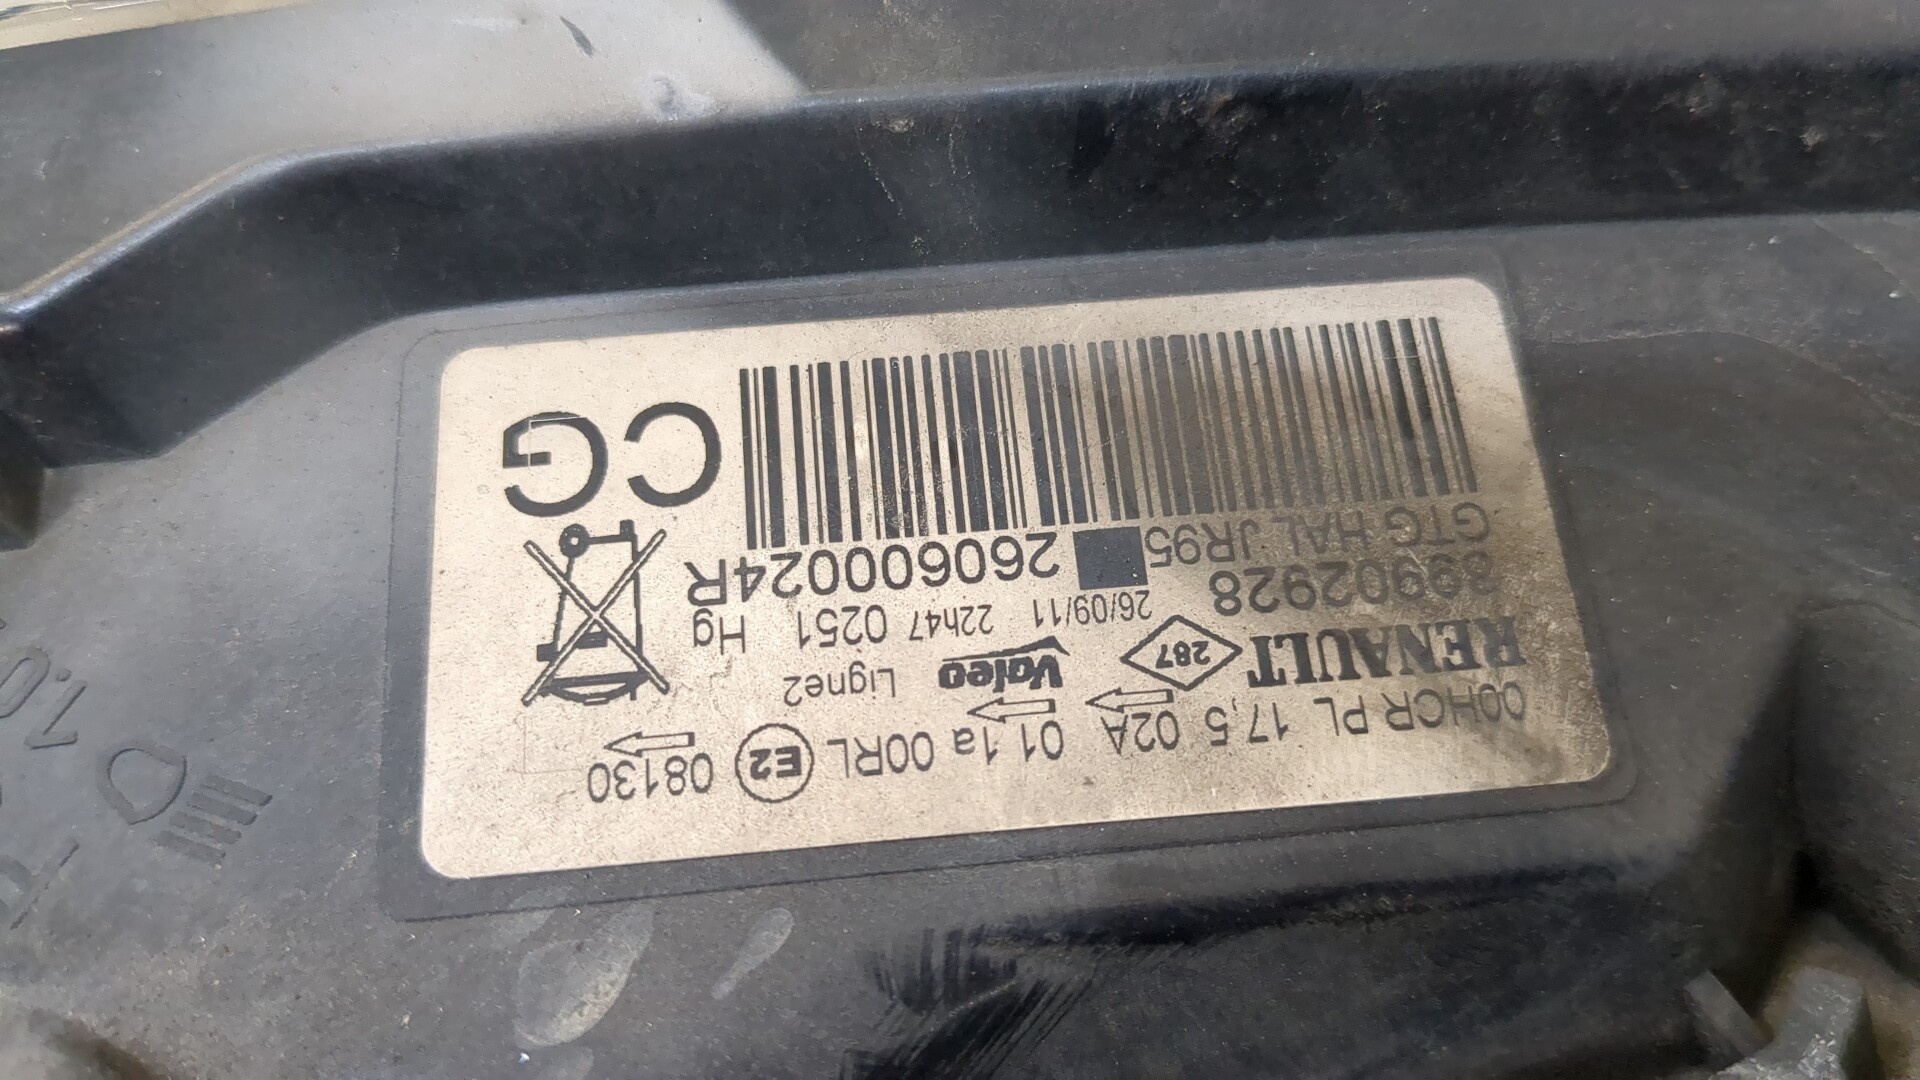 00HCR PL 17,5 02A 01 1a 00RL E2 08130
RENAULT 287 Valeo Ligne2
89902928 26/09/11 22h47 0251 Hg
GTG HAL JR95 260600024R
CG